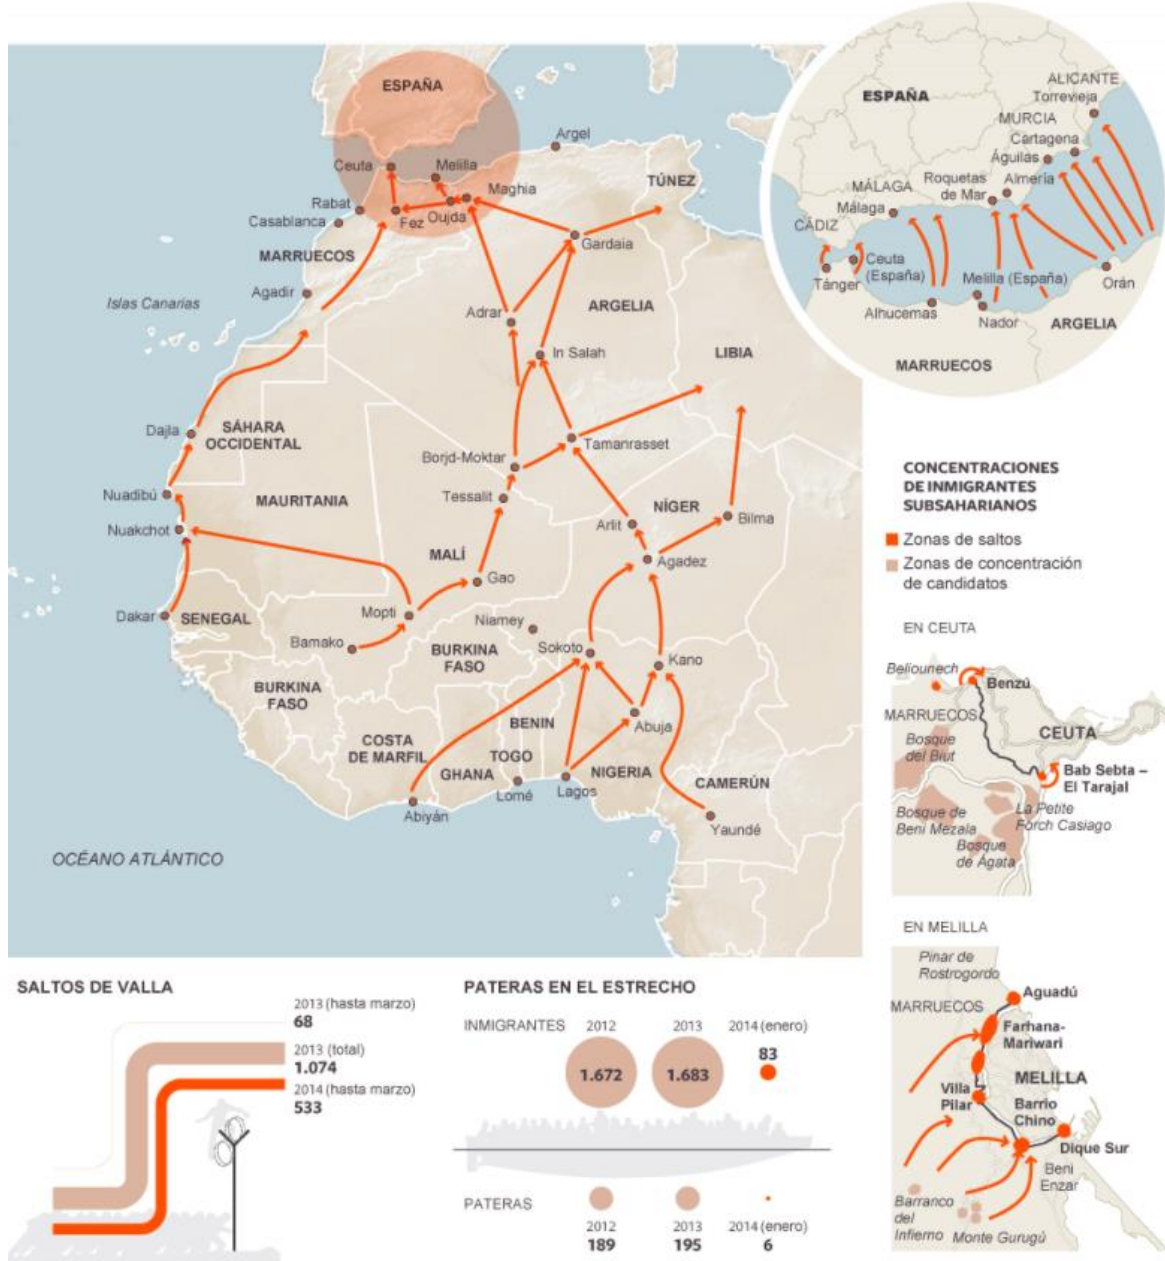 ESPAÑA
Argel
Ceuta
Melilla
Maghia
TÚNEZ
Rabat
Casablanca
Fez
Oujda
Gardaia
MARRUECOS
Agadir
Islas Canarias
Adrar
ARGELIA
In Salah
LIBIA
Dajla
SÁHARA
OCCIDENTAL
Tamanrasset
Borjd-Moktar
Nuadibú
MAURITANIA
Tessalit
NÍGER
Nuakchot
Arlit
Bilma
MALÍ
Agadez
Gao
Dakar
SENEGAL
Mopti
Niamey
Bamako
BURKINA
FASO
Sokoto
Kano
BURKINA
FASO
BENIN
Abuja
COSTA
DE MARFIL
TOGO
GHANA
NIGERIA
CAMERÚN
Lomé
Lagos
Abiyán
Yaundé
OCÉANO ATLÁNTICO
ALICANTE
Torrevieja
ESPAÑA
MURCIA
Cartagena
Águilas
Roquetas
de Mar
Almería
MÁLAGA
Málaga
CÁDIZ
Ceuta
(España)
Melilla (España)
Tánger
Orán
Alhucemas
Nador
ARGELIA
MARRUECOS
CONCENTRACIONES
DE INMIGRANTES
SUBSAHARIANOS
Zonas de saltos
Zonas de concentración
de candidatos
EN CEUTA
Beliounech
Benzú
MARRUECOS
CEUTA
Bosque
del Biut
Bab Sebta –
El Tarajal
Bosque de
Beni Mezala
La Petite
Forch Casiago
Bosque
de Agata
EN MELILLA
Pinar de
Rostrogordo
Aguadú
MARRUECOS
Farhana-
Mariwari
MELILLA
Villa
Pilar
Barrio
Chino
Dique Sur
Beni
Enzar
Barranco
del
Infierno
Monte Gurugú
SALTOS DE VALLA
2013 (hasta marzo)
68
2013 (total)
1.074
2014 (hasta marzo)
533
PATERAS EN EL ESTRECHO
INMIGRANTES
2012
2013
2014 (enero)
1.672
1.683
83
PATERAS
2012
2013
2014 (enero)
189
195
6